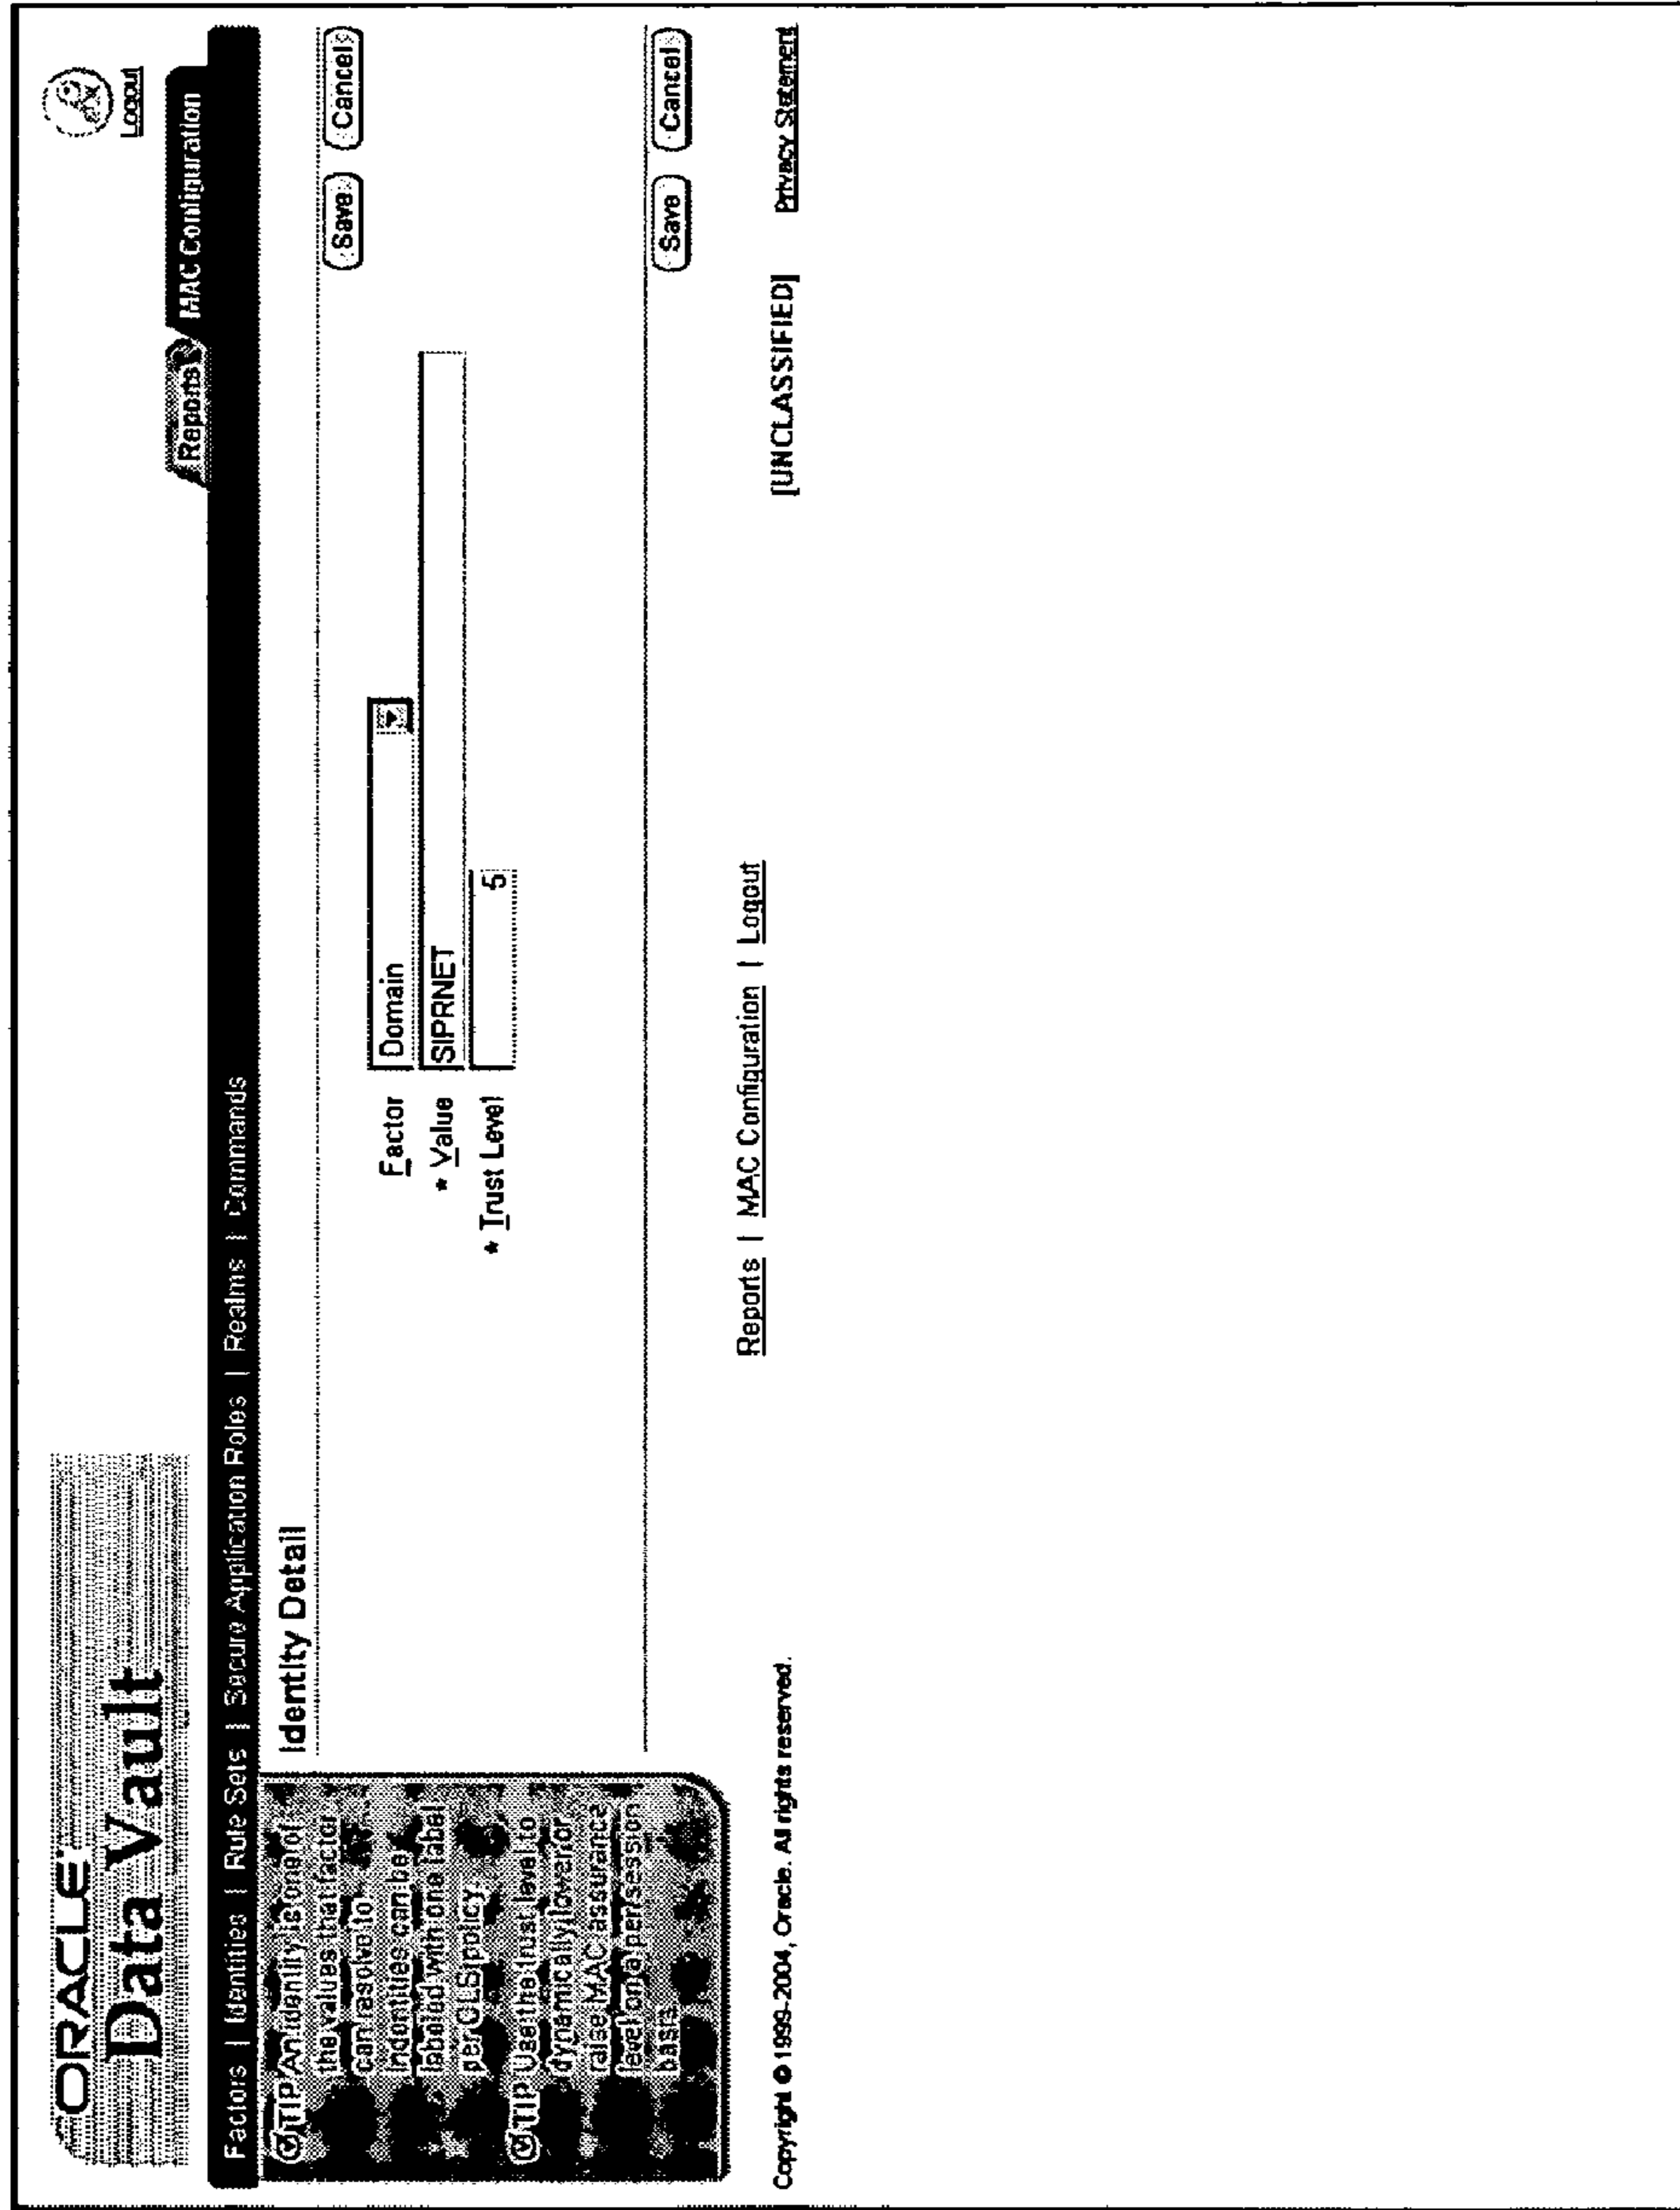 ORACLE
Data Vault
Logout
Reports
MAC Configuration
Factors | Identities | Rule Sets | Secure Application Roles | Realms | Commands
TIP An identity is one of
the values that factor
can resolve to.
Indentities can be
labeled with one label
per OLS policy.
TIP Use the trust level to
dynamically lower or
raise MAC assurance
level on a per session
basis.
Identity Detail
Save Cancel
Factor Domain
* Value SIPRNET
* Trust Level 5
Save Cancel
Reports | MAC Configuration | Logout
Copyright © 1999-2004, Oracle. All rights reserved.
[UNCLASSIFIED]
Privacy Statement